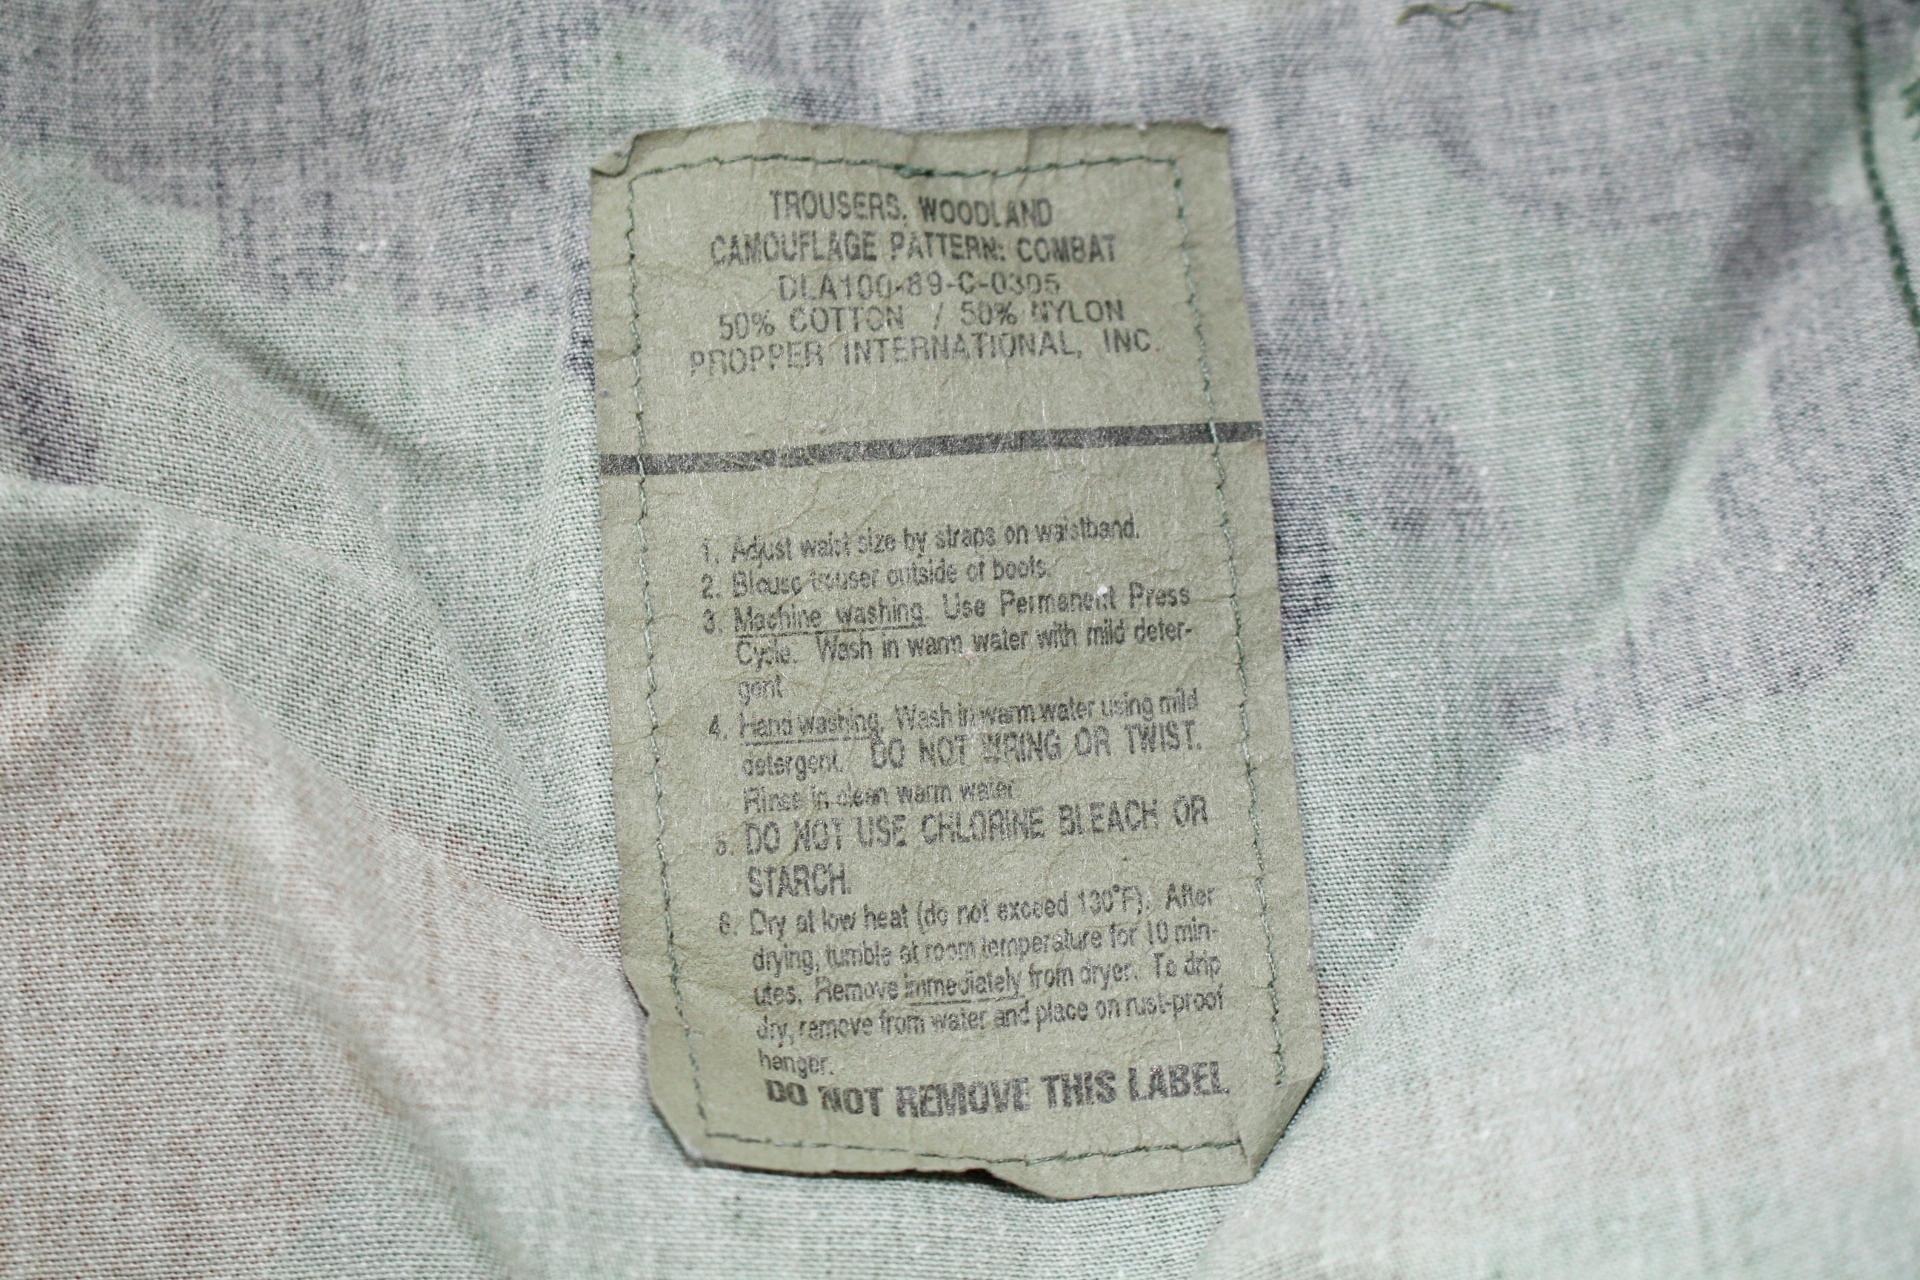 TROUSERS, WOODLAND
CAMOUFLAGE PATTERN: COMBAT
DLA100-89-C-0305
50% COTTON / 50% NYLON
PROPPER INTERNATIONAL, INC.
1. Adjust waist size by straps on waistband.
2. Blouse trouser outside of boots.
3. Machine washing. Use Permanent Press
Cycle. Wash in warm water with mild deter-
gent
4. Hand washing. Wash in warm water using mild
detergent. DO NOT WRING OR TWIST.
Rinse in clean warm water
5. DO NOT USE CHLORINE BLEACH OR
STARCH.
6. Dry at low heat (do not exceed 130°F). After
drying, tumble at room temperature for 10 min-
utes. Remove immediately from dryer. To drip
dry, remove from water and place on rust-proof
hanger.
DO NOT REMOVE THIS LABEL